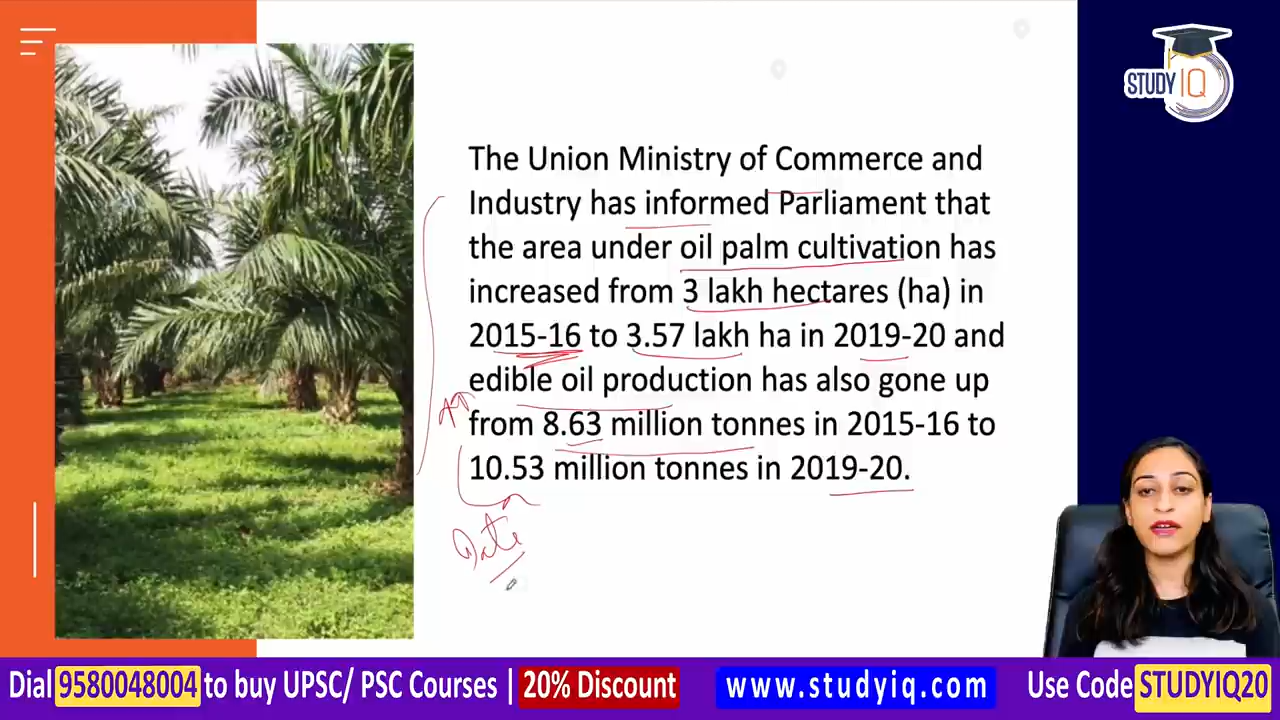 STUDY IQ
The Union Ministry of Commerce and
Industry has informed Parliament that
the area under oil palm cultivation has
increased from 3 lakh hectares (ha) in
2015-16 to 3.57 lakh ha in 2019-20 and
edible oil production has also gone up
from 8.63 million tonnes in 2015-16 to
10.53 million tonnes in 2019-20.
Date
Dial 9580048004 to buy UPSC/ PSC Courses | 20% Discount www.studyiq.com Use Code STUDYIQ20